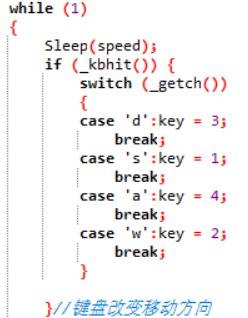 while (1)
{
Sleep(speed);
if (_kbhit()) {
switch (_getch())
{
case 'd':key = 3;
break;
case 's':key = 1;
break;
case 'a':key = 4;
break;
case 'w':key = 2;
break;
}
}//键盘改变移动方向